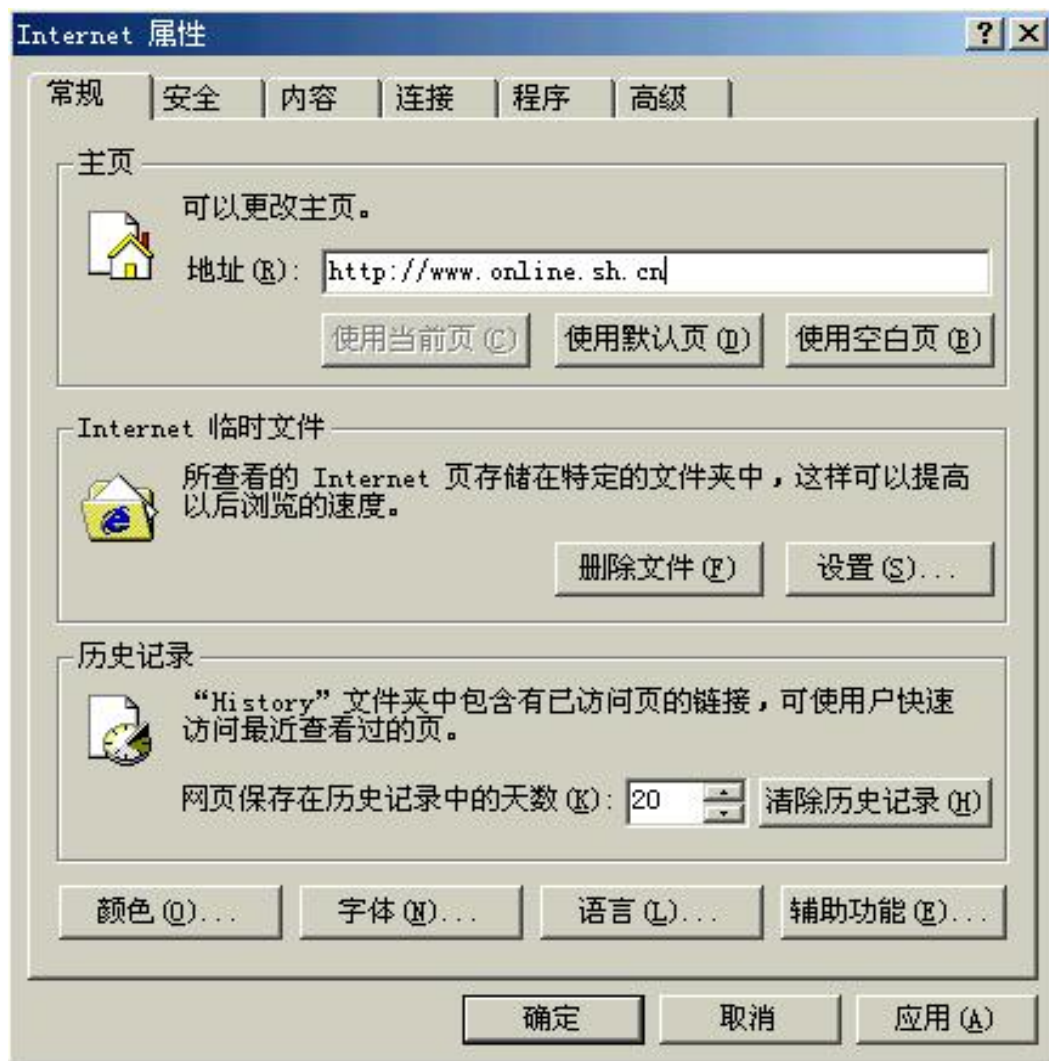 Internet 属性
常规 安全 内容 连接 程序 高级
主页
可以更改主页。
地址(R): http://www.online.sh.cn
使用当前页(C) 使用默认页(D) 使用空白页(B)
Internet 临时文件
所查看的 Internet 页存储在特定的文件夹中，这样可以提高
以后浏览的速度。
删除文件(F) 设置(S)...
历史记录
“History”文件夹中包含有已访问页的链接，可使用户快速
访问最近查看过的页。
网页保存在历史记录中的天数(K): 20 清除历史记录(H)
颜色(O)... 字体(N)... 语言(L)... 辅助功能(E)...
确定 取消 应用(A)